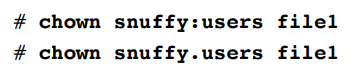 # chown snuffy:users file1
# chown snuffy.users file1